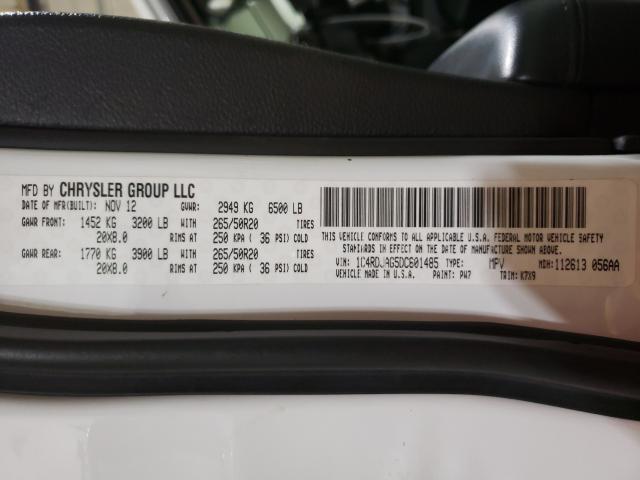 MFD BY CHRYSLER GROUP LLC
DATE OF MFR(BUILT): NOV 12 GVWR: 2949 KG 6500 LB
GAWR FRONT: 1452 KG 3200 LB 265/50R20 TIRES
20X8.0 RIMS AT 250 KPA ( 36 PSI) COLD
GAWR REAR: 1770 KG 3900 LB 265/50R20 TIRES
20X8.0 RIMS AT 250 KPA ( 36 PSI) COLD
THIS VEHICLE CONFORMS TO ALL APPLICABLE U.S.A. FEDERAL MOTOR VEHICLE SAFETY
STANDARDS IN EFFECT ON THE DATE OF MANUFACTURE SHOWN ABOVE.
VIN: 1C4RDJAG5DC601485 TYPE: MPV MDH: 112613 056AA
VEHICLE MADE IN U.S.A. PAINT: PW7 TRIM: K7X9